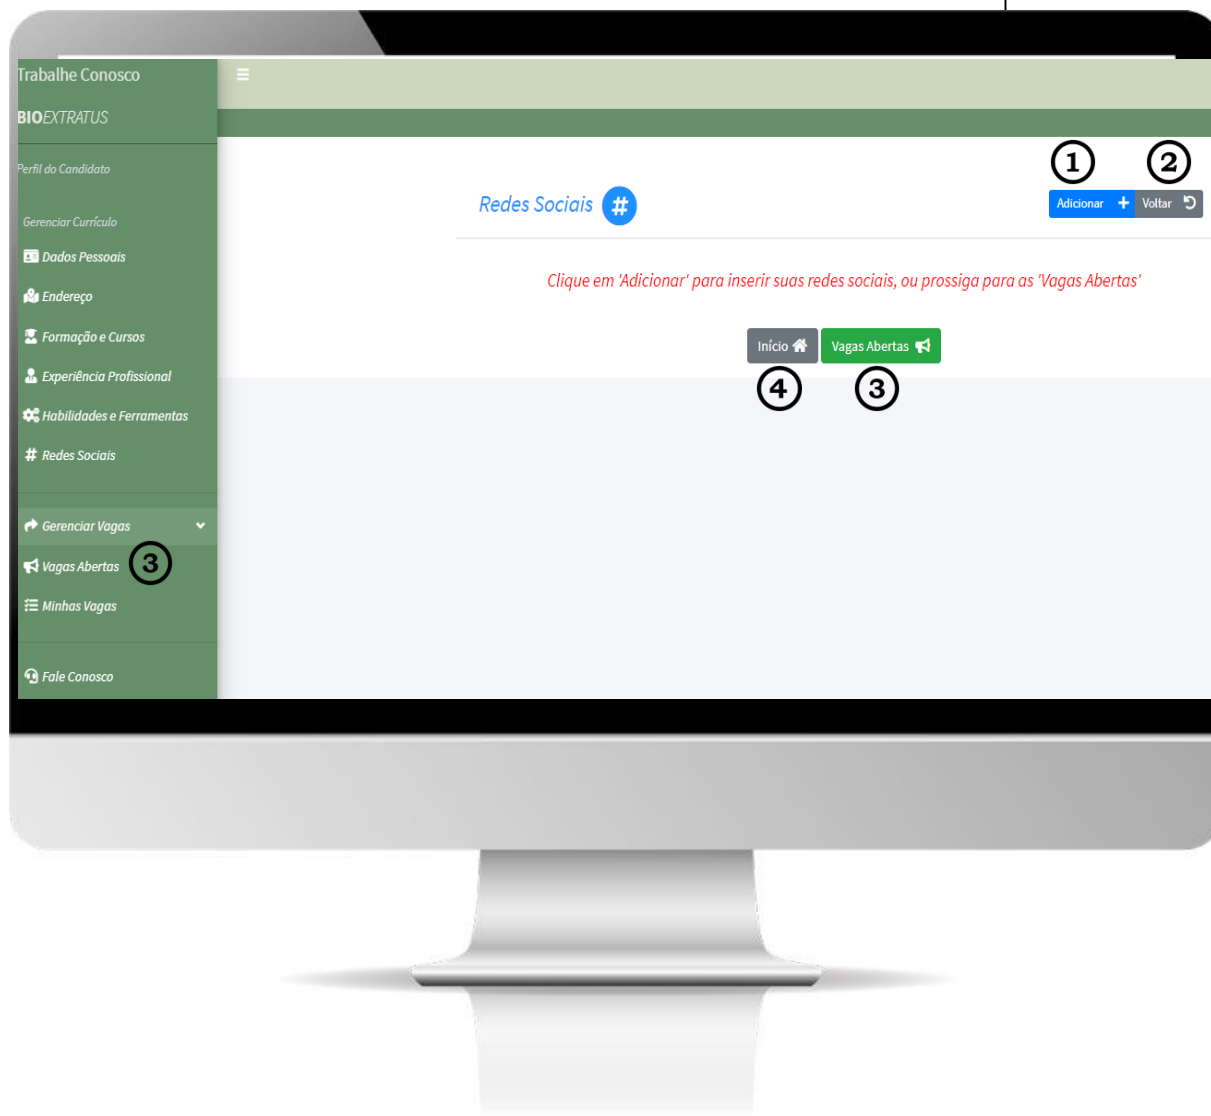 Trabalhe Conosco
BIOEXTRATUS
Perfil do Candidato
Gerenciar Currículo
Dados Pessoais
Endereço
Formação e Cursos
Experiência Profissional
Habilidades e Ferramentas
# Redes Sociais
Gerenciar Vagas
Vagas Abertas 3
Minhas Vagas
Fale Conosco
1 2
Redes Sociais #
Adicionar + Voltar
Clique em 'Adicionar' para inserir suas redes sociais, ou prossiga para as 'Vagas Abertas'
Início Vagas Abertas
4 3